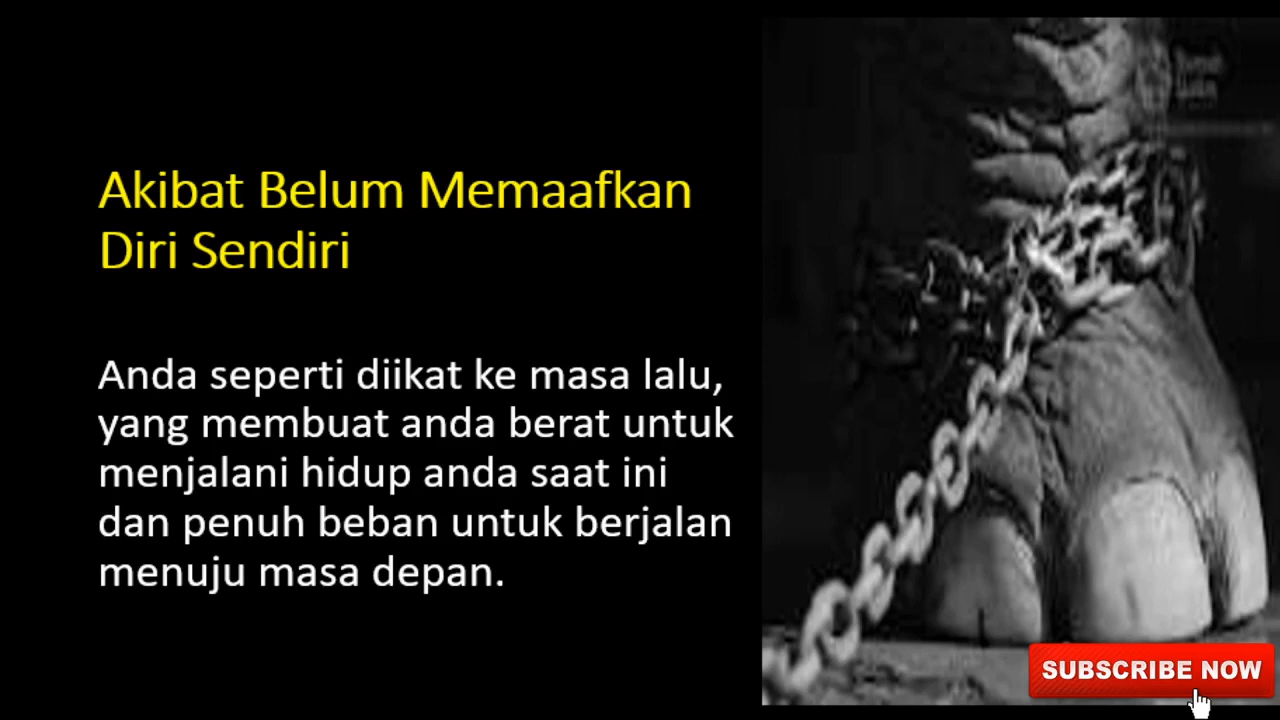 Akibat Belum Memaafkan
Diri Sendiri
Anda seperti diikat ke masa lalu,
yang membuat anda berat untuk
menjalani hidup anda saat ini
dan penuh beban untuk berjalan
menuju masa depan.
SUBSCRIBE NOW